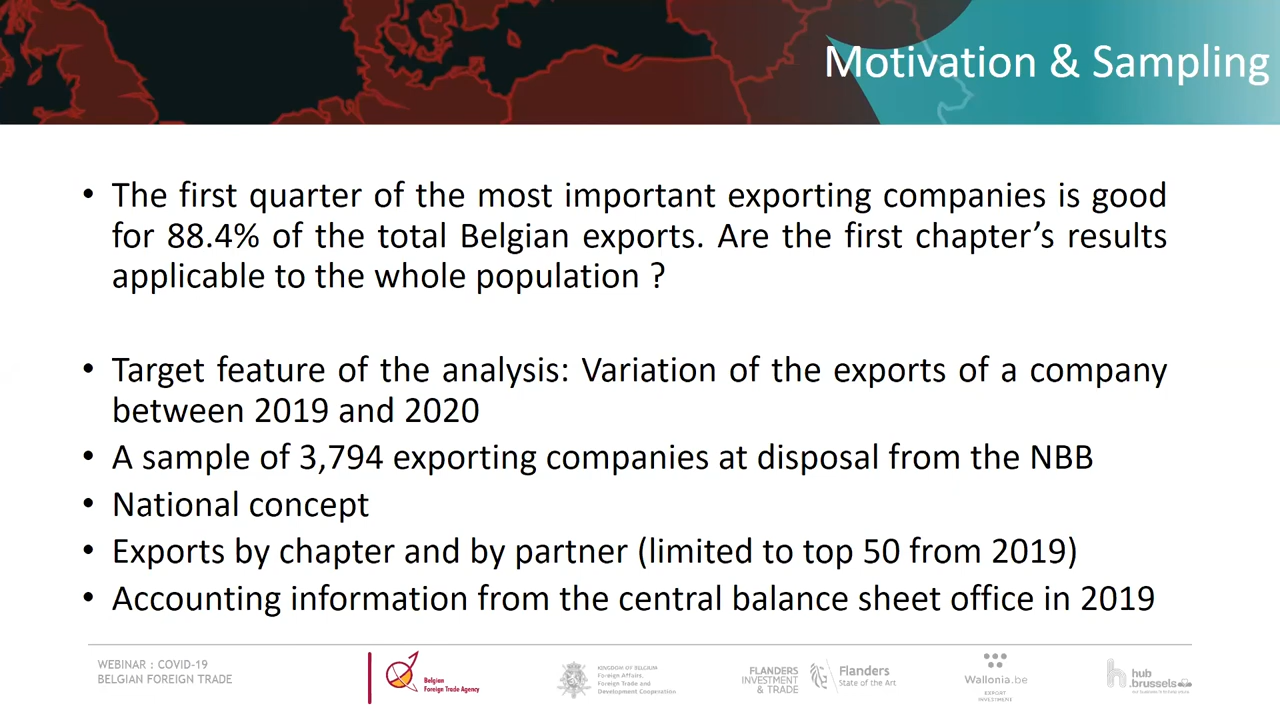 Motivation & Sampling
• The first quarter of the most important exporting companies is good
for 88.4% of the total Belgian exports. Are the first chapter's results
applicable to the whole population ?
• Target feature of the analysis: Variation of the exports of a company
between 2019 and 2020
• A sample of 3,794 exporting companies at disposal from the NBB
• National concept
• Exports by chapter and by partner (limited to top 50 from 2019)
• Accounting information from the central balance sheet office in 2019
WEBINAR : COVID-19
BELGIAN FOREIGN TRADE
Belgian
Foreign Trade Agency
KINGDOM OF BELGIUM
Foreign Affairs,
Foreign Trade and
Development Cooperation
FLANDERS
INVESTMENT
& TRADE
Flanders
State of the Art
Wallonia.be
EXPORT
INVESTMENT
hub
.brussels